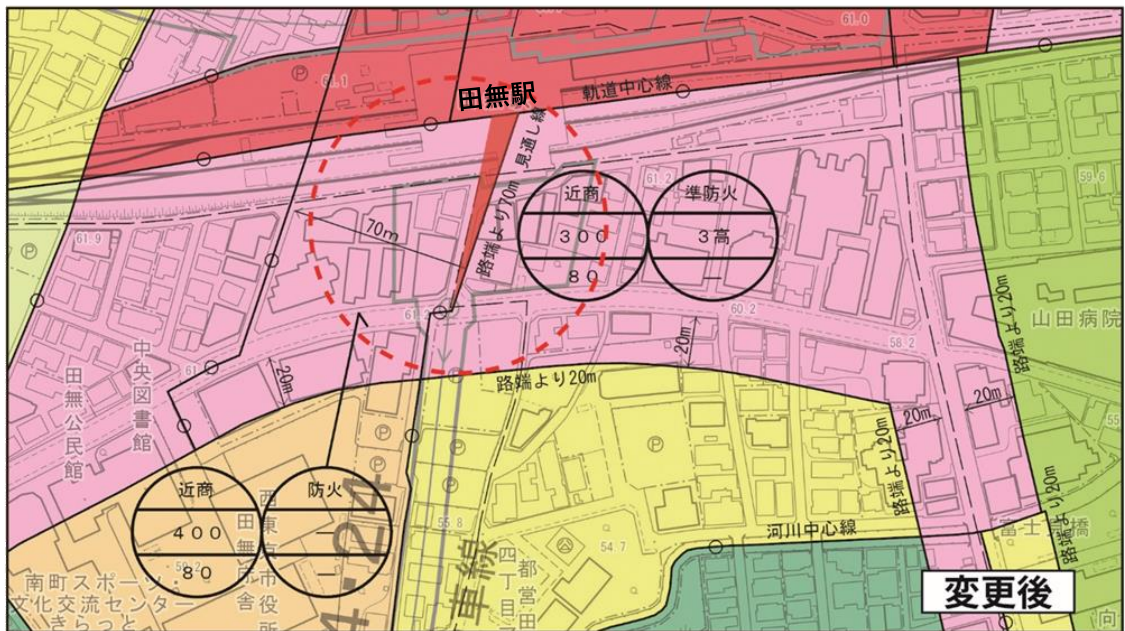 61.0
61.1
田無駅
軌道中心線
見通し線
59.6
近商
300
80
準防火
3高
—
61.2
61.9
70m
路端より70m
60.2
路端より20m
山田病院
58.2
20m
20m
路端より20m
20m
20m
中央図書館
田無公民館
路端より20m
近商
400
80
防火
—
—
西東京市役所
田無庁舎
南町スポーツ・
文化交流センター
きらっと
55.8
54.7
河川中心線
富士見橋
路端より20m
車線
四丁目
都営田
変更後
向